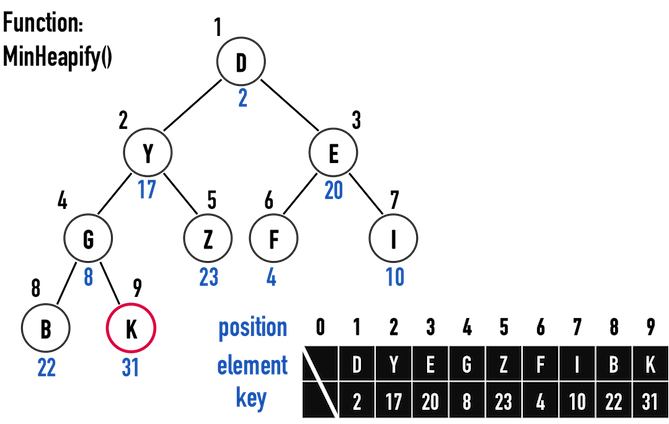 Function:
MinHeapify()
1
D
2
2
3
Y
E
17
20
4
5
6
7
G
Z
F
I
8
23
4
10
8
9
B
K
22
31
position 0 1 2 3 4 5 6 7 8 9
element D Y E G Z F I B K
key 2 17 20 8 23 4 10 22 31